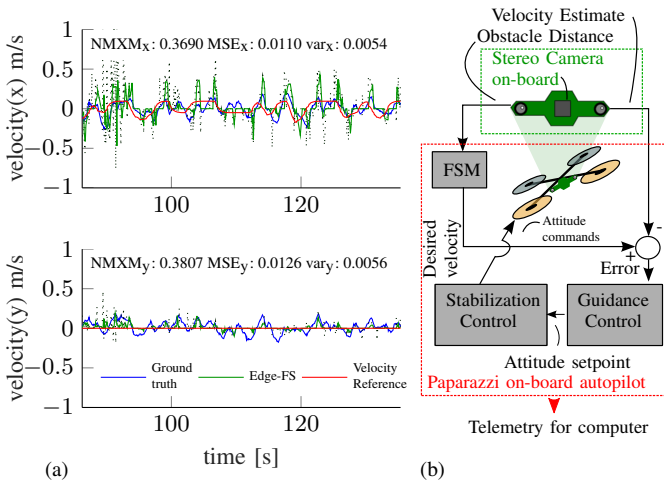 NMXMx: 0.3690 MSEx: 0.0110 varx: 0.0054
velocity(x) m/s
1
0.5
0
−0.5
−1
100
120
NMXMy: 0.3807 MSEy: 0.0126 vary: 0.0056
velocity(y) m/s
1
0.5
0
−0.5
−1
Ground truth
Edge-FS
Velocity Reference
100
120
time [s]
(a)
Velocity Estimate
Obstacle Distance
Stereo Camera
on-board
FSM
Attitude
commands
Desired
velocity
-
+
Error
Stabilization
Control
Guidance
Control
Attitude setpoint
Paparazzi on-board autopilot
Telemetry for computer
(b)